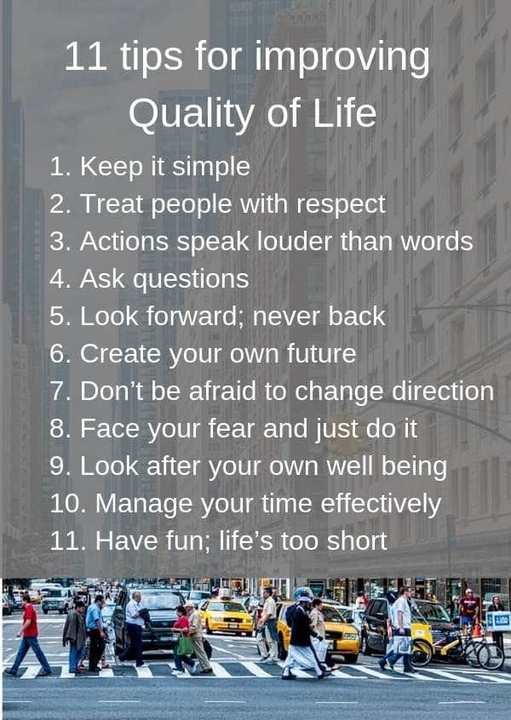 11 tips for improving
Quality of Life
1. Keep it simple
2. Treat people with respect
3. Actions speak louder than words
4. Ask questions
5. Look forward; never back
6. Create your own future
7. Don’t be afraid to change direction
8. Face your fear and just do it
9. Look after your own well being
10. Manage your time effectively
11. Have fun; life’s too short